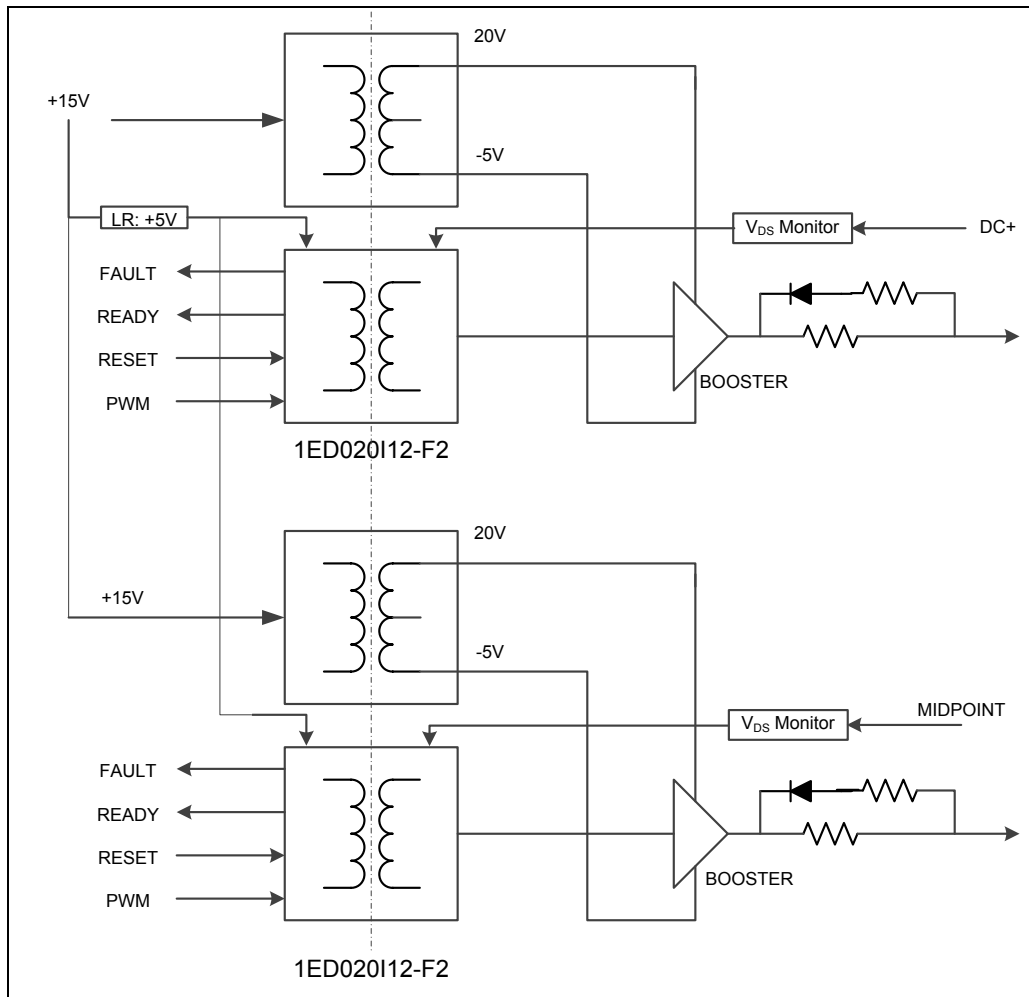 20V
+15V
-5V
LR: +5V
VDS Monitor
DC+
FAULT
READY
RESET
PWM
BOOSTER
1ED020I12-F2
20V
+15V
-5V
VDS Monitor
MIDPOINT
FAULT
READY
RESET
PWM
BOOSTER
1ED020I12-F2